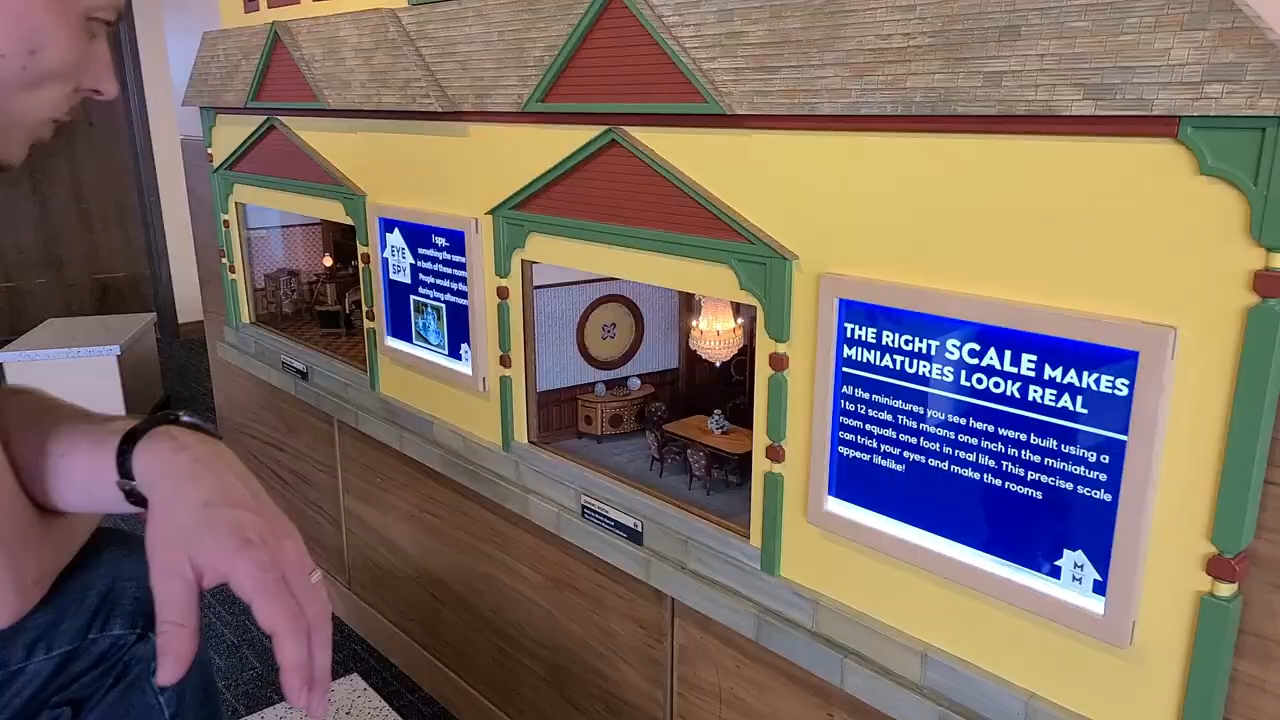 EYE
SPY
I spy...
something the same
in both of these rooms
People would sip this
during long afternoons
THE RIGHT SCALE MAKES
MINIATURES LOOK REAL
All the miniatures you see here were built using a
1 to 12 scale. This means one inch in the miniature
room equals one foot in real life. This precise scale
can trick your eyes and make the rooms
appear lifelike!
M
M